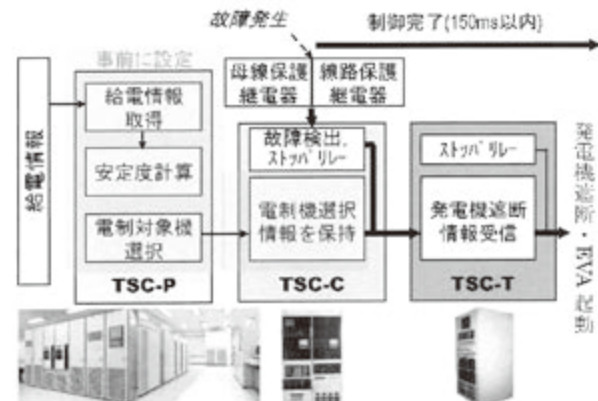 故障発生
制御完了(150ms以内)
事前に設定
母線保護
継電器
線路保護
継電器
給電情報
給電情報
取得
安定度計算
電制対象機
選択
TSC-P
故障検出,
ストッパリレー
電制機選択
情報を保持
TSC-C
ストッパリレー
発電機遮断
情報受信
TSC-T
発電機遮断・EVA起動